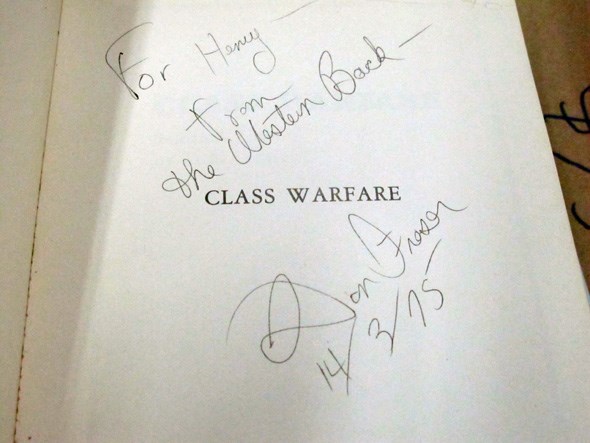 For Henry —
from
the Western Back —
CLASS WARFARE
Don Fraser
14/3/75